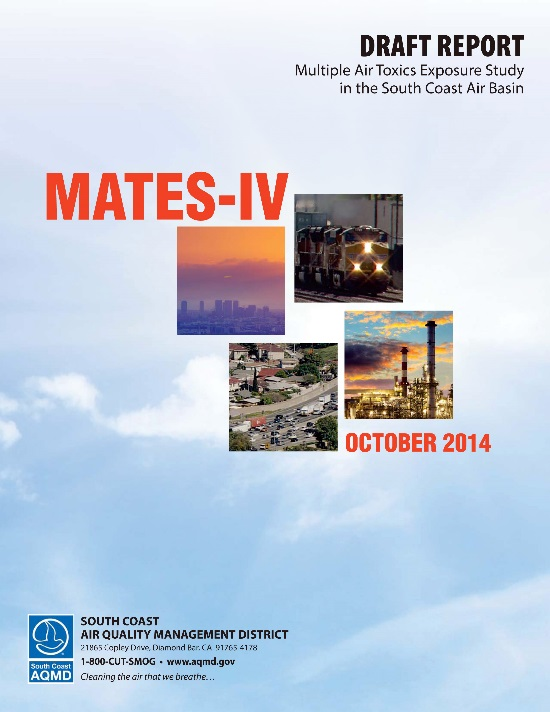 DRAFT REPORT
Multiple Air Toxics Exposure Study
in the South Coast Air Basin
MATES-IV
OCTOBER 2014
SOUTH COAST
AIR QUALITY MANAGEMENT DISTRICT
21865 Copley Drive, Diamond Bar, CA 91765-4178
1-800-CUT-SMOG • www.aqmd.gov
Cleaning the air that we breathe...
South Coast
AQMD